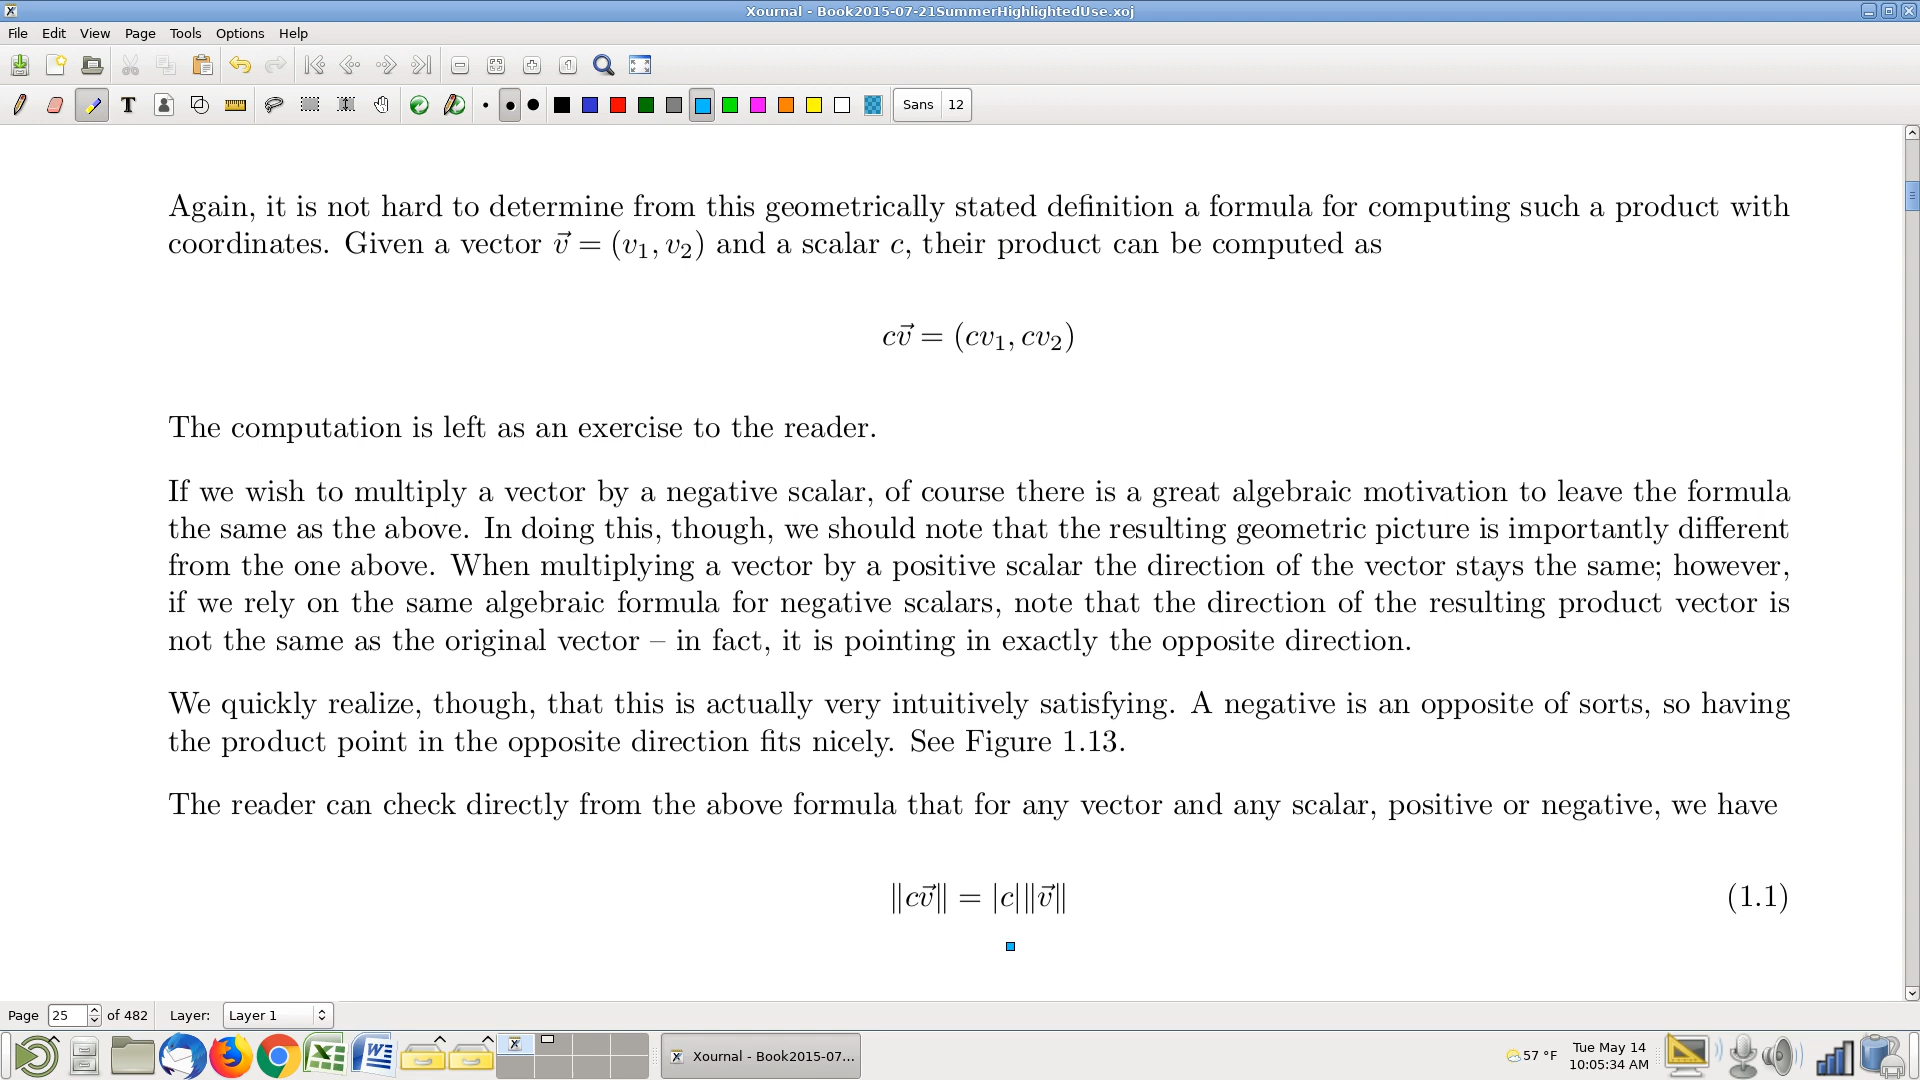 Xournal - Book2015-07-21SummerHighlightedUse.xoj
File Edit View Page Tools Options Help
Sans 12
Again, it is not hard to determine from this geometrically stated definition a formula for computing such a product with
coordinates. Given a vector v⃗ = (v₁, v₂) and a scalar c, their product can be computed as
cv⃗ = (cv₁, cv₂)
The computation is left as an exercise to the reader.
If we wish to multiply a vector by a negative scalar, of course there is a great algebraic motivation to leave the formula
the same as the above. In doing this, though, we should note that the resulting geometric picture is importantly different
from the one above. When multiplying a vector by a positive scalar the direction of the vector stays the same; however,
if we rely on the same algebraic formula for negative scalars, note that the direction of the resulting product vector is
not the same as the original vector – in fact, it is pointing in exactly the opposite direction.
We quickly realize, though, that this is actually very intuitively satisfying. A negative is an opposite of sorts, so having
the product point in the opposite direction fits nicely. See Figure 1.13.
The reader can check directly from the above formula that for any vector and any scalar, positive or negative, we have
‖cv⃗‖ = |c|‖v⃗‖ (1.1)
Page 25 of 482 Layer: Layer 1
Xournal - Book2015-07...
57 °F
Tue May 14
10:05:34 AM